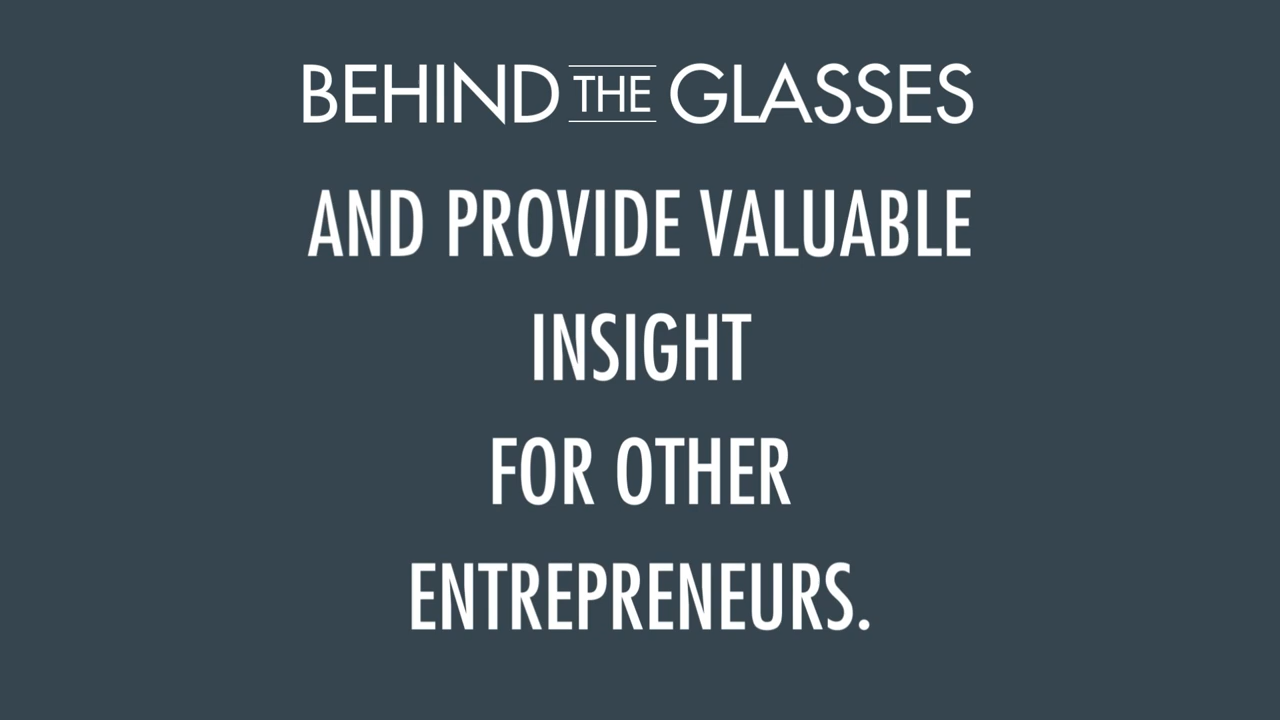 BEHIND THE GLASSES
AND PROVIDE VALUABLE
INSIGHT
FOR OTHER
ENTREPRENEURS.